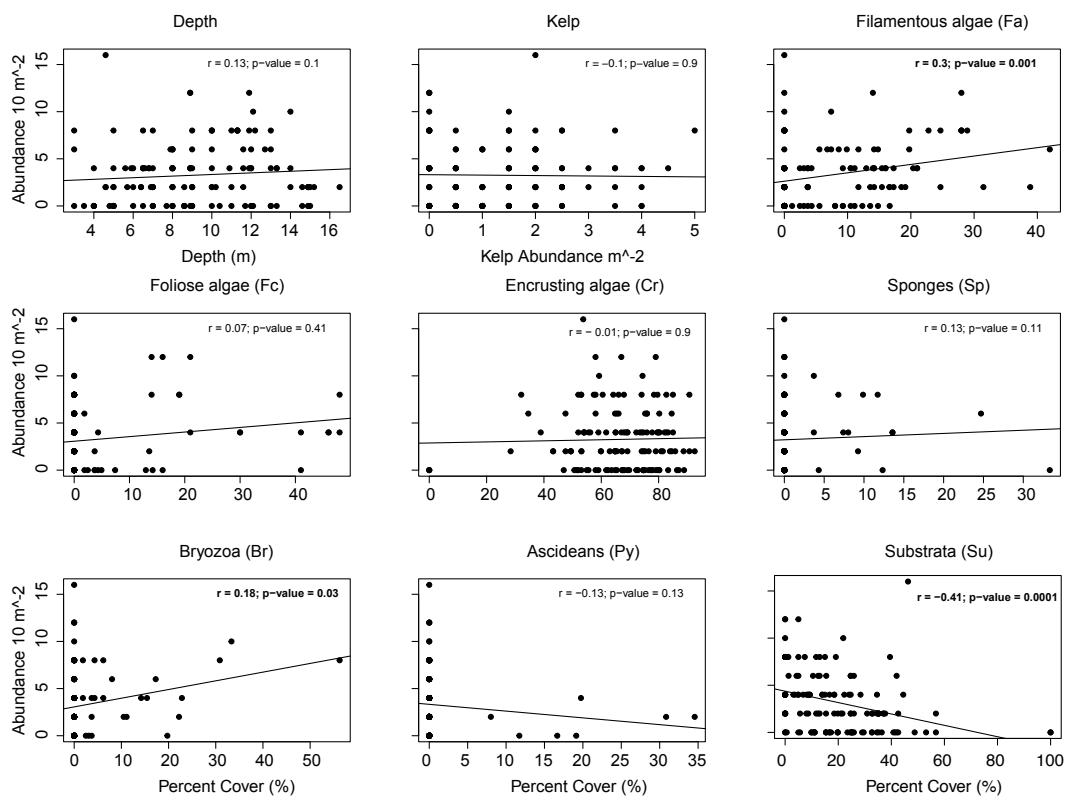 Depth
Kelp
Filamentous algae (Fa)
Abundance 10 m^-2
0 5 10 15
r = 0.13; p−value = 0.1
r = −0.1; p−value = 0.9
r = 0.3; p−value = 0.001
4 6 8 10 12 14 16
0 1 2 3 4 5
0 10 20 30 40
Depth (m)
Kelp Abundance m^-2
Foliose algae (Fc)
Encrusting algae (Cr)
Sponges (Sp)
Abundance 10 m^-2
0 5 10 15
r = 0.07; p−value = 0.41
r = − 0.01; p−value = 0.9
r = 0.13; p−value = 0.11
0 10 20 30 40
0 20 40 60 80
0 5 10 15 20 25 30
Bryozoa (Br)
Ascideans (Py)
Substrata (Su)
Abundance 10 m^-2
0 5 10 15
r = 0.18; p−value = 0.03
r = −0.13; p−value = 0.13
r = −0.41; p−value = 0.0001
0 10 20 30 40 50
0 5 10 15 20 25 30 35
0 20 40 60 80 100
Percent Cover (%)
Percent Cover (%)
Percent Cover (%)